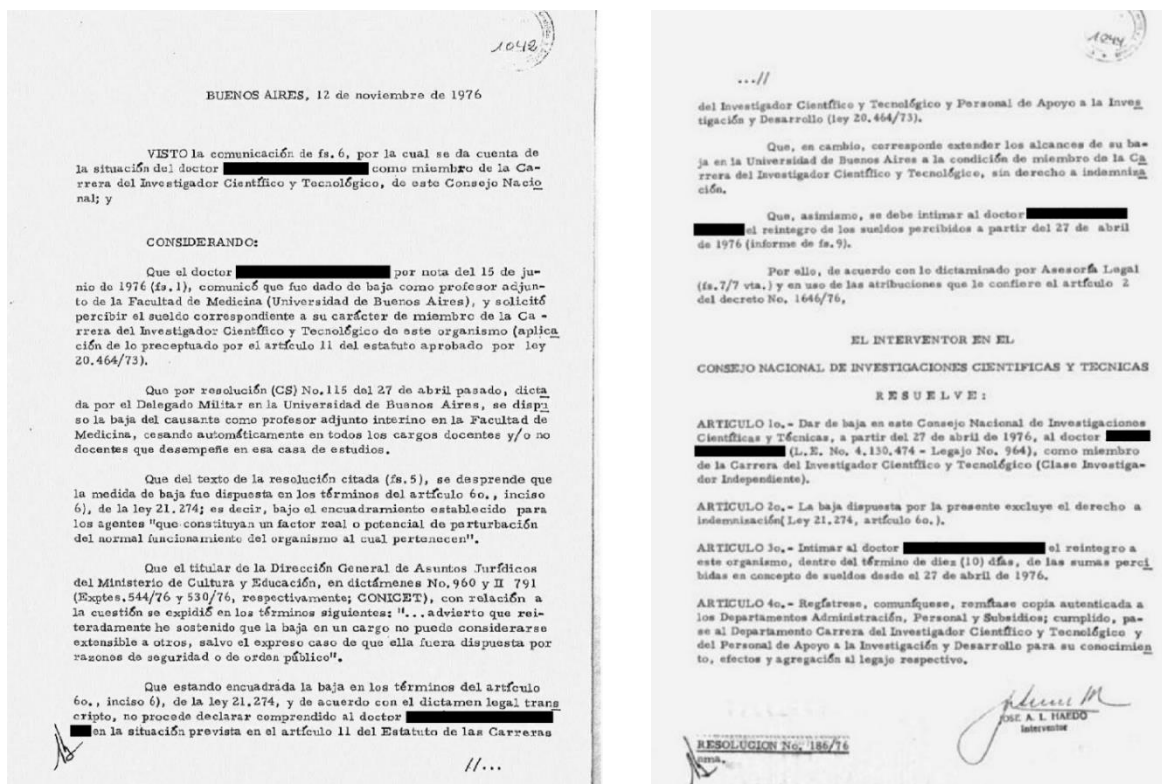 1042
BUENOS AIRES, 12 de noviembre de 1976
VISTO la comunicación de fs. 6, por la cual se da cuenta de
la situación del doctor como miembro de la Ca-
rrera del Investigador Científico y Tecnológico, de este Consejo Nacio
nal; y
CONSIDERANDO:
Que el doctor por nota del 15 de ju-
nio de 1976 (fs. 1), comunicó que fue dado de baja como profesor adjun-
to de la Facultad de Medicina (Universidad de Buenos Aires), y solicitó
percibir el sueldo correspondiente a su carácter de miembro de la Ca -
rrera del Investigador Científico y Tecnológico de este organismo (aplica
ción de lo preceptuado por el artículo 11 del estatuto aprobado por ley
20.464/73).
Que por resolución (CS) No. 115 del 27 de abril pasado, dicta
da por el Delegado Militar en la Universidad de Buenos Aires, se dispu
so la baja del causante como profesor adjunto interino en la Facultad de
Medicina, cesando automáticamente en todos los cargos docentes y/o no
docentes que desempeñe en esa casa de estudios.
Que del texto de la resolución citada (fs. 5), se desprende que
la medida de baja fue dispuesta en los términos del artículo 6o., inciso
6), de la ley 21.274; es decir, bajo el encuadramiento establecido para
los agentes "que constituyan un factor real o potencial de perturbación
del normal funcionamiento del organismo al cual pertenecen".
Que el titular de la Dirección General de Asuntos Jurídicos
del Ministerio de Cultura y Educación, en dictámenes No. 960 y II 791
(Exptes. 544/76 y 530/76, respectivamente; CONICET), con relación a
la cuestión se expidió en los términos siguientes: "... advierto que rei-
teradamente he sostenido que la baja en un cargo no puede considerarse
extensible a otros, salvo el expreso caso de que ella fuera dispuesta por
razones de seguridad o de orden público".
Que estando encuadrada la baja en los términos del artículo
6o., inciso 6), de la ley 21.274, y de acuerdo con el dictamen legal trans
cripto, no procede declarar comprendido al doctor
en la situación prevista en el artículo 11 del Estatuto de las Carreras
//...
1044
...//
del Investigador Científico y Tecnológico y Personal de Apoyo a la Inves
tigación y Desarrollo (ley 20.464/73).
Que, en cambio, corresponde extender los alcances de su ba-
ja en la Universidad de Buenos Aires a la condición de miembro de la Ca
rrera del Investigador Científico y Tecnológico, sin derecho a indemniza
ción.
Que, asimismo, se debe intimar al doctor
el reintegro de los sueldos percibidos a partir del 27 de abril
de 1976 (informe de fs. 9).
Por ello, de acuerdo con lo dictaminado por Asesoría Legal
(fs. 7/7 vta.) y en uso de las atribuciones que le confiere el artículo 2
del decreto No. 1646/76,
EL INTERVENTOR EN EL
CONSEJO NACIONAL DE INVESTIGACIONES CIENTIFICAS Y TECNICAS
R E S U E L V E :
ARTICULO 1o.- Dar de baja en este Consejo Nacional de Investigaciones
Científicas y Técnicas, a partir del 27 de abril de 1976, al doctor
(L.E. No. 4.130.474 - Legajo No. 964), como miembro
de la Carrera del Investigador Científico y Tecnológico (Clase Investiga-
dor Independiente).
ARTICULO 2o.- La baja dispuesta por la presente excluye el derecho a
indemnización(Ley 21.274, artículo 6o.).
ARTICULO 3o.- Intimar al doctor el reintegro a
este organismo, dentro del término de diez (10) días, de las sumas perci
bidas en concepto de sueldos desde el 27 de abril de 1976.
ARTICULO 4o.- Regístrese, comuníquese, remítase copia autenticada a
los Departamentos Administración, Personal y Subsidios; cumplido, pa-
se al Departamento Carrera del Investigador Científico y Tecnológico y
del Personal de Apoyo a la Investigación y Desarrollo para su conocimien
to, efectos y agregación al legajo respectivo.
JOSE A. L. HAEDO
Interventor
RESOLUCION No. 186/76